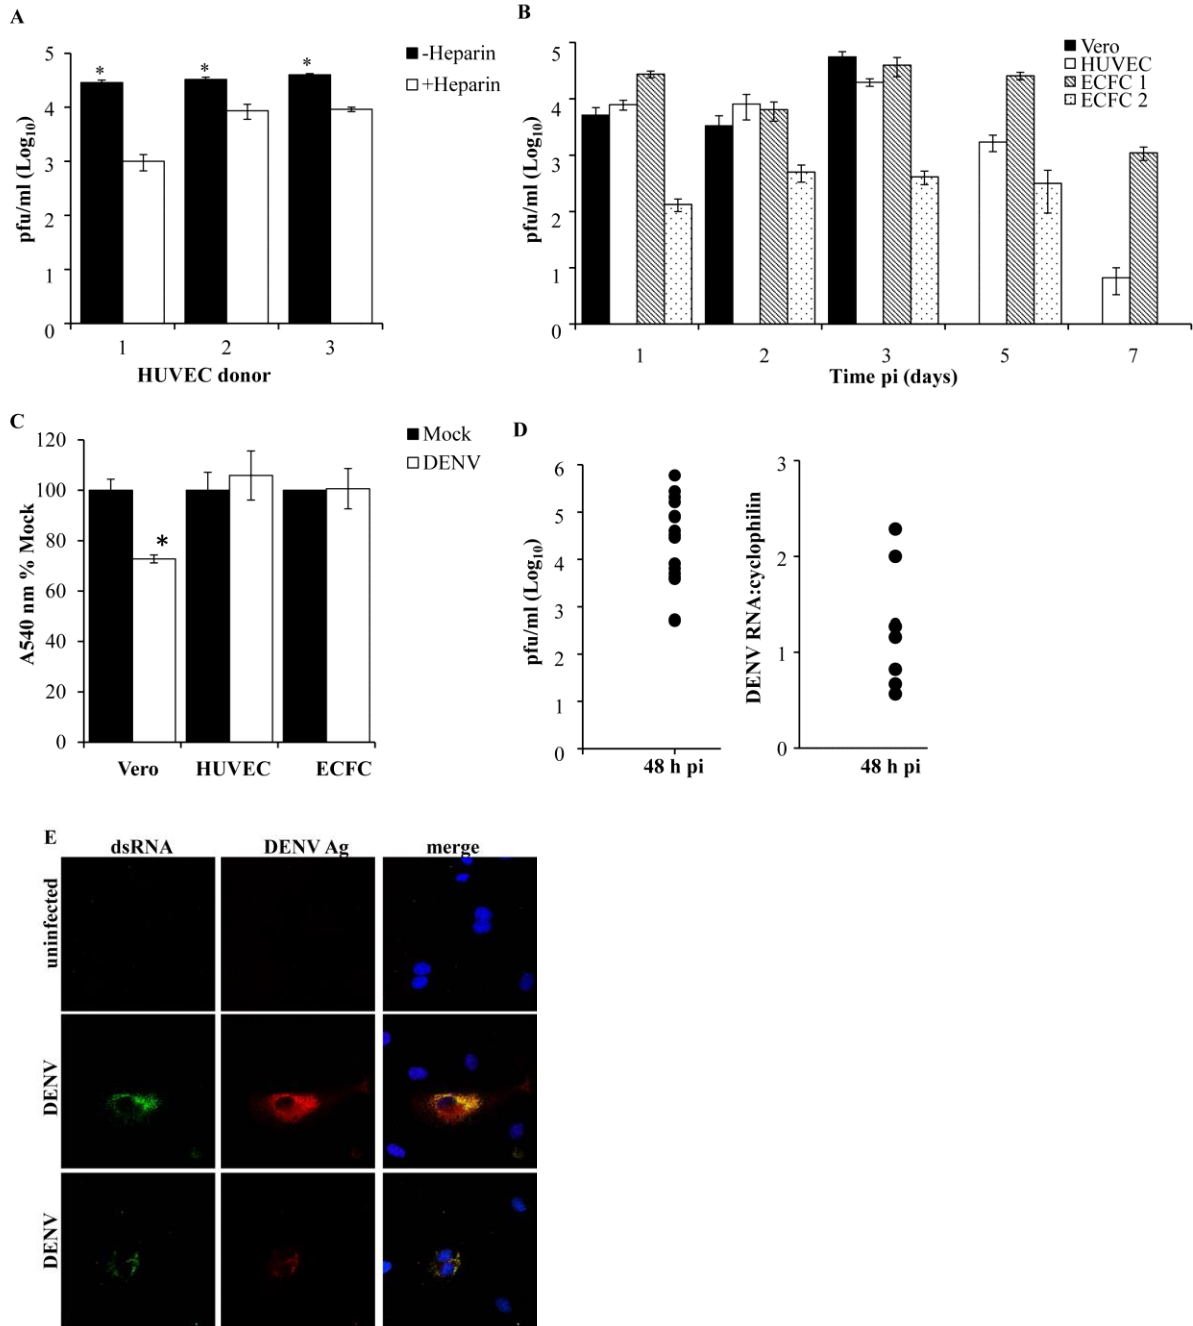 A
-Heparin
+Heparin
pfu/ml (Log10)
5
4
3
2
1
0
*
*
*
1 2 3
HUVEC donor
B
Vero
HUVEC
ECFC 1
ECFC 2
pfu/ml (Log10)
5
4
3
2
1
0
1 2 3 5 7
Time pi (days)
C
Mock
DENV
A540 nm % Mock
120
100
80
60
40
20
0
*
Vero HUVEC ECFC
D
pfu/ml (Log10)
6
5
4
3
2
1
0
48 h pi
DENV RNA:cyclophilin
3
2
1
0
48 h pi
E
dsRNA DENV Ag merge
uninfected
DENV
DENV